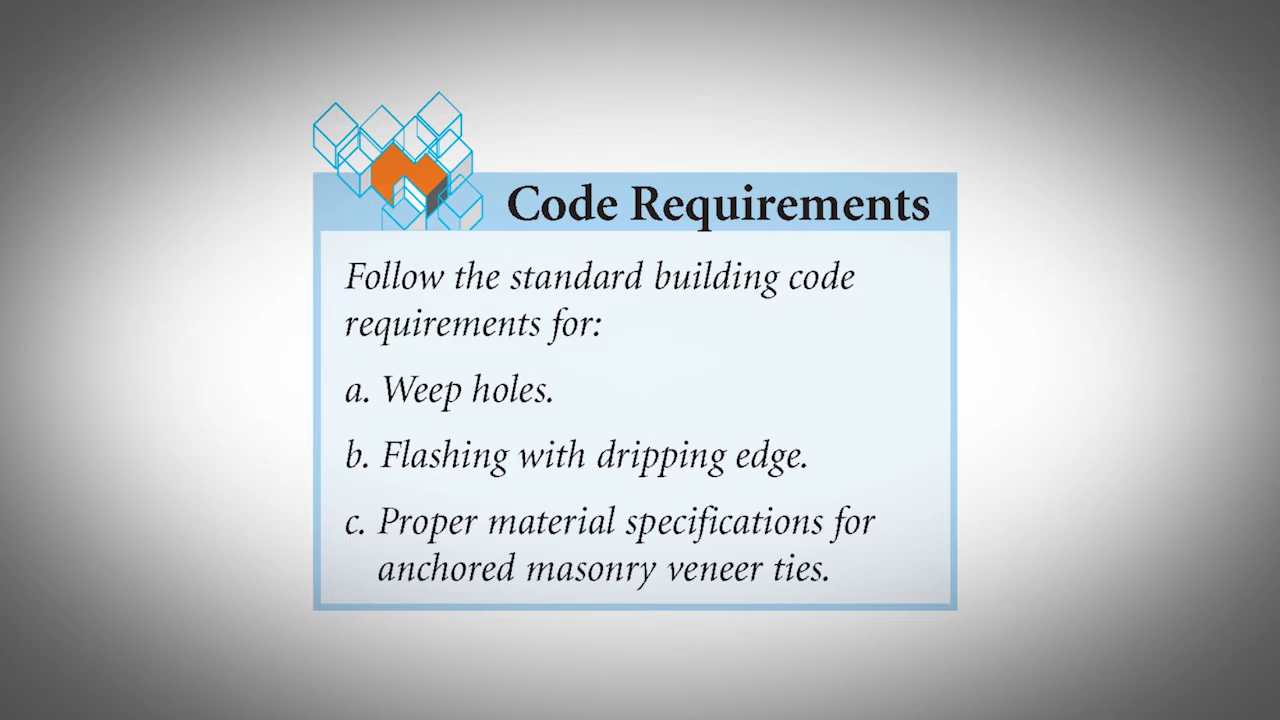 Code Requirements
Follow the standard building code
requirements for:
a. Weep holes.
b. Flashing with dripping edge.
c. Proper material specifications for
anchored masonry veneer ties.